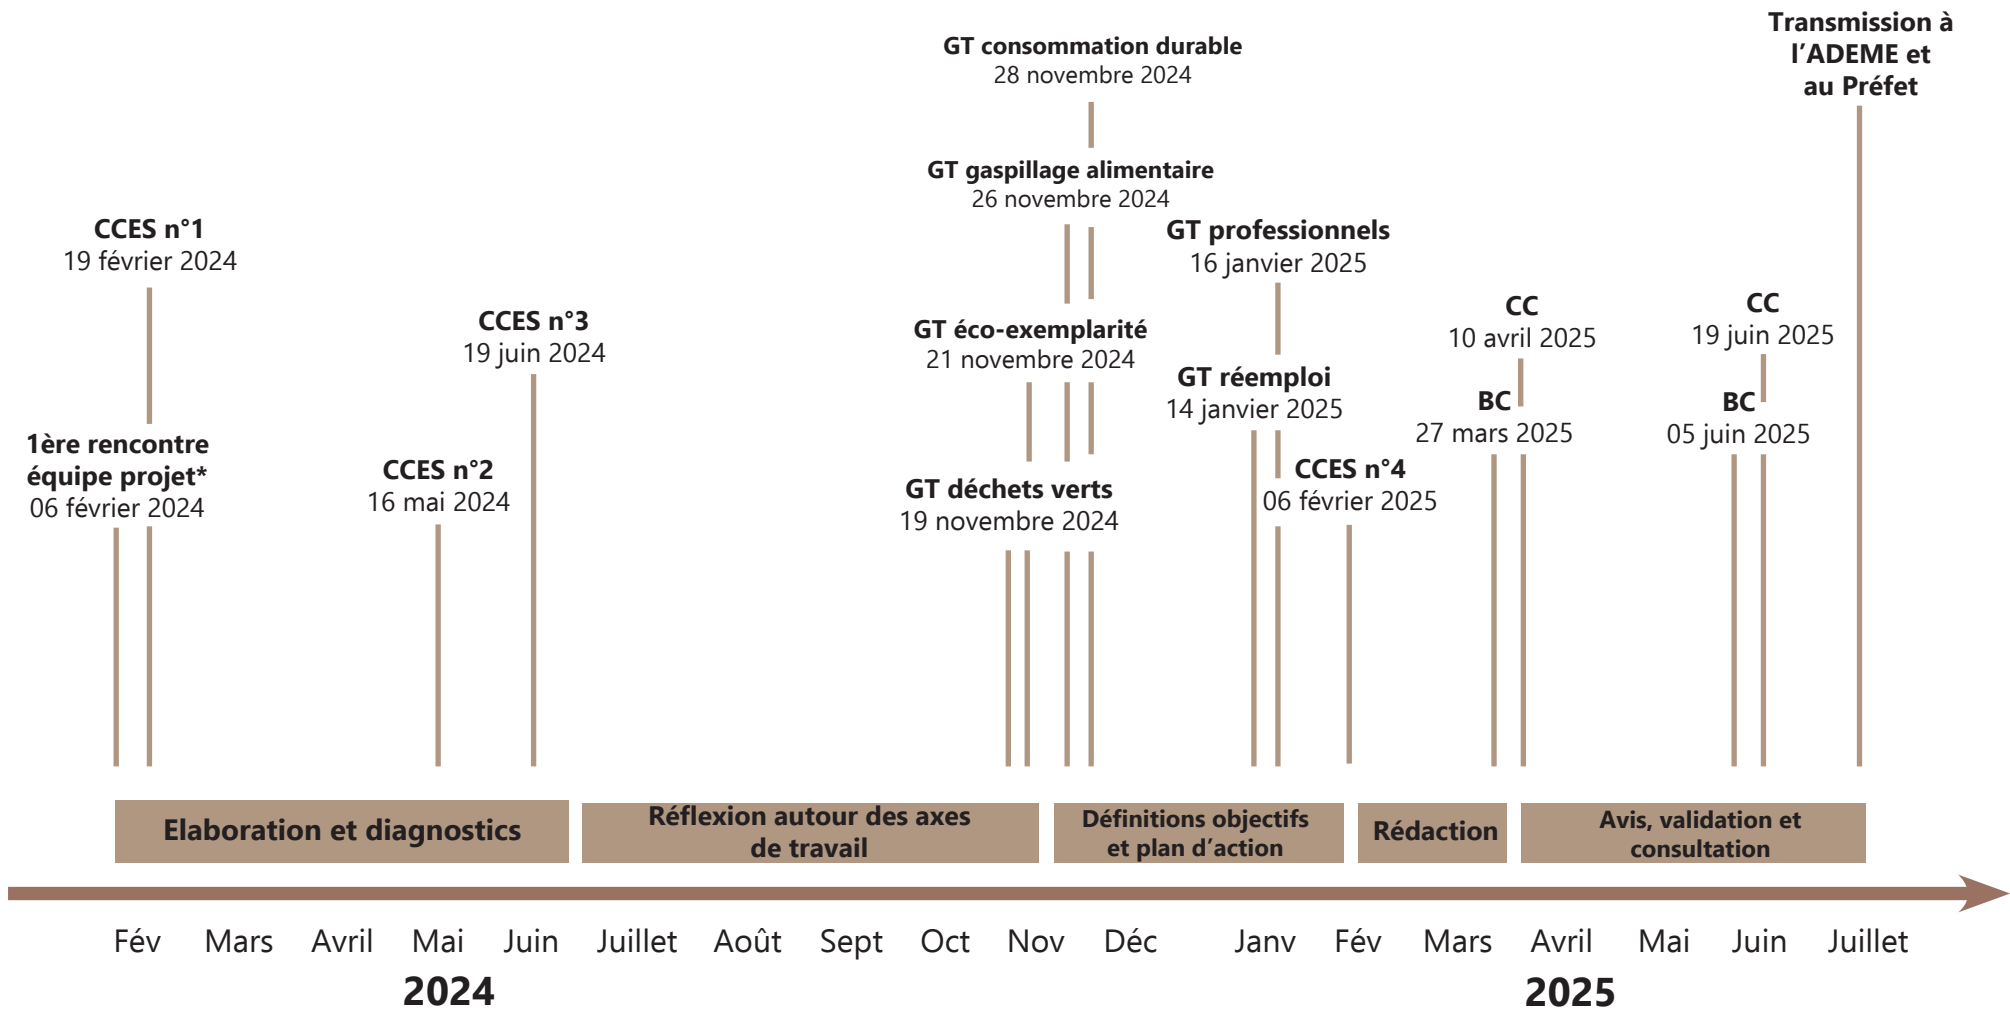 Transmission à
l’ADEME et
au Préfet
GT consommation durable
28 novembre 2024
GT gaspillage alimentaire
26 novembre 2024
CCES n°1
19 février 2024
GT professionnels
16 janvier 2025
CCES n°3
19 juin 2024
GT éco-exemplarité
21 novembre 2024
CC
10 avril 2025
CC
19 juin 2025
GT réemploi
14 janvier 2025
BC
27 mars 2025
BC
05 juin 2025
1ère rencontre
équipe projet*
06 février 2024
CCES n°2
16 mai 2024
GT déchets verts
19 novembre 2024
CCES n°4
06 février 2025
Elaboration et diagnostics
Réflexion autour des axes
de travail
Définitions objectifs
et plan d’action
Rédaction
Avis, validation et
consultation
Fév Mars Avril Mai Juin Juillet Août Sept Oct Nov Déc Janv Fév Mars Avril Mai Juin Juillet
2024 2025